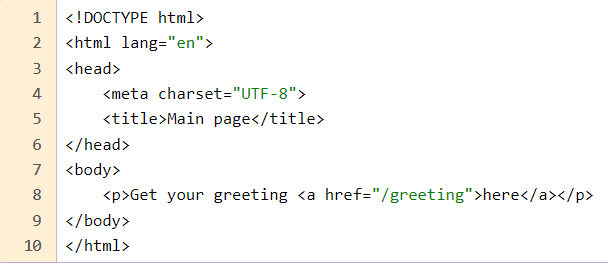 1 <!DOCTYPE html>
2 <html lang="en">
3 <head>
4     <meta charset="UTF-8">
5     <title>Main page</title>
6 </head>
7 <body>
8     <p>Get your greeting <a href="/greeting">here</a></p>
9 </body>
10 </html>